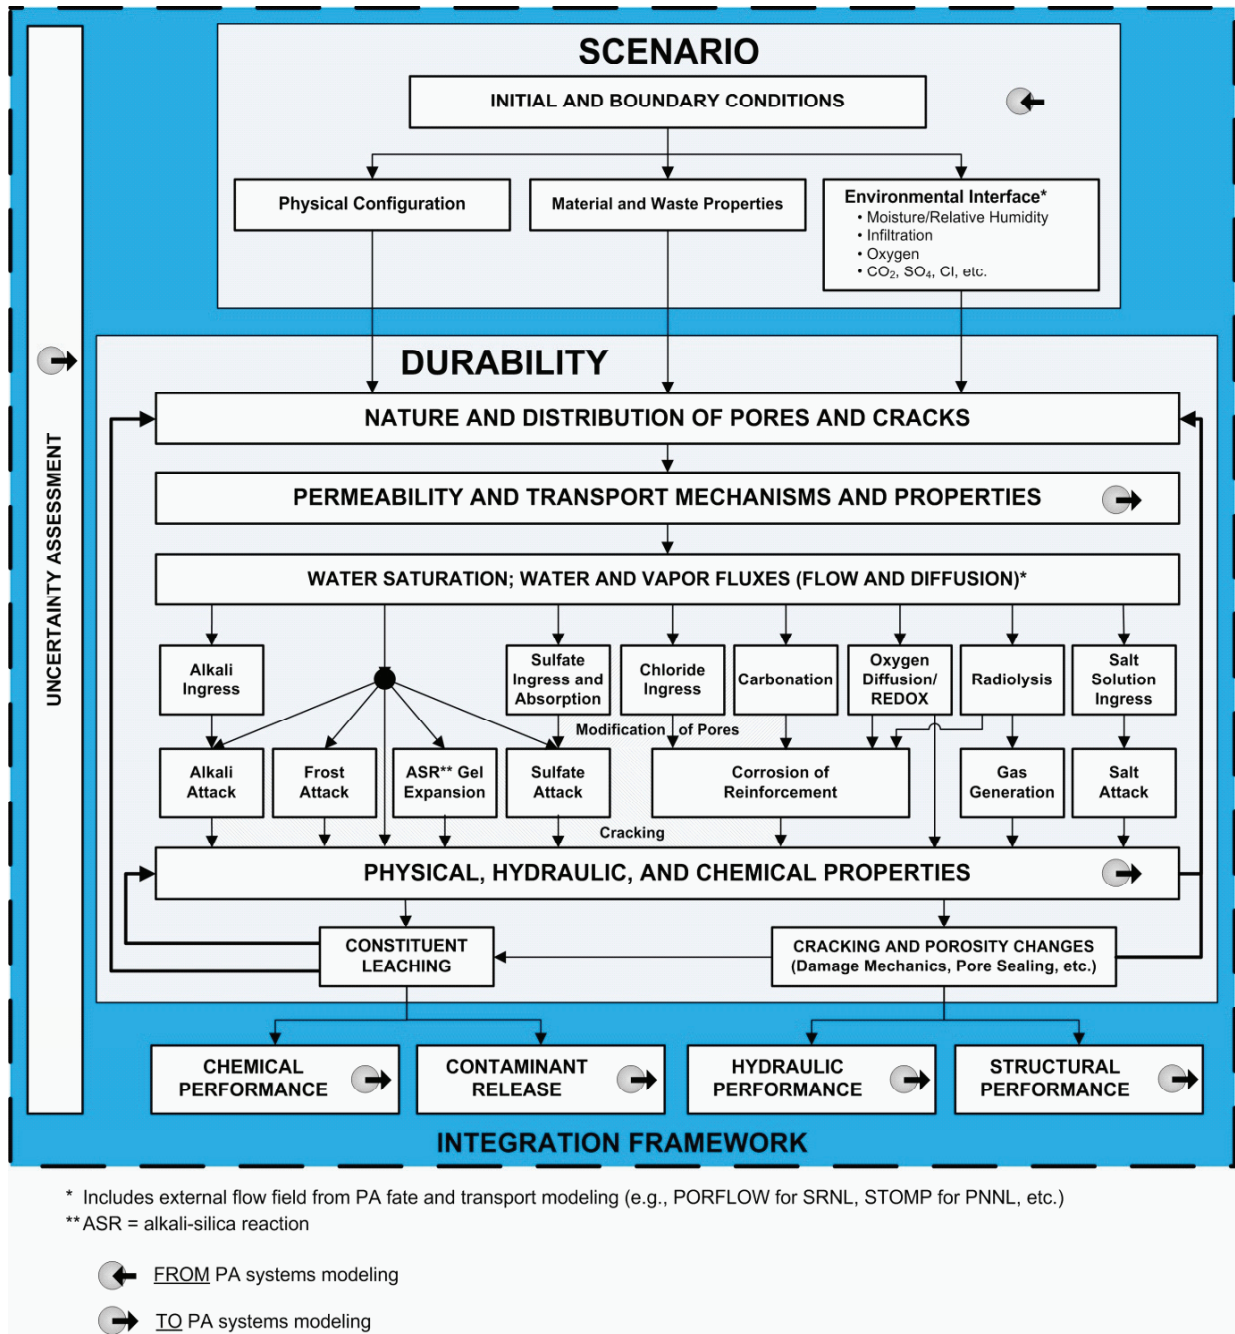 SCENARIO
INITIAL AND BOUNDARY CONDITIONS
Physical Configuration
Material and Waste Properties
Environmental Interface*
• Moisture/Relative Humidity
• Infiltration
• Oxygen
• CO₂, SO₄, Cl, etc.
UNCERTAINTY ASSESSMENT
DURABILITY
NATURE AND DISTRIBUTION OF PORES AND CRACKS
PERMEABILITY AND TRANSPORT MECHANISMS AND PROPERTIES
WATER SATURATION; WATER AND VAPOR FLUXES (FLOW AND DIFFUSION)*
Alkali
Ingress
Sulfate
Ingress and
Absorption
Chloride
Ingress
Carbonation
Oxygen
Diffusion/
REDOX
Radiolysis
Salt
Solution
Ingress
Modification of Pores
Alkali
Attack
Frost
Attack
ASR** Gel
Expansion
Sulfate
Attack
Corrosion of
Reinforcement
Gas
Generation
Salt
Attack
Cracking
PHYSICAL, HYDRAULIC, AND CHEMICAL PROPERTIES
CONSTITUENT
LEACHING
CRACKING AND POROSITY CHANGES
(Damage Mechanics, Pore Sealing, etc.)
CHEMICAL
PERFORMANCE
CONTAMINANT
RELEASE
HYDRAULIC
PERFORMANCE
STRUCTURAL
PERFORMANCE
INTEGRATION FRAMEWORK
* Includes external flow field from PA fate and transport modeling (e.g., PORFLOW for SRNL, STOMP for PNNL, etc.)
** ASR = alkali-silica reaction
FROM PA systems modeling
TO PA systems modeling